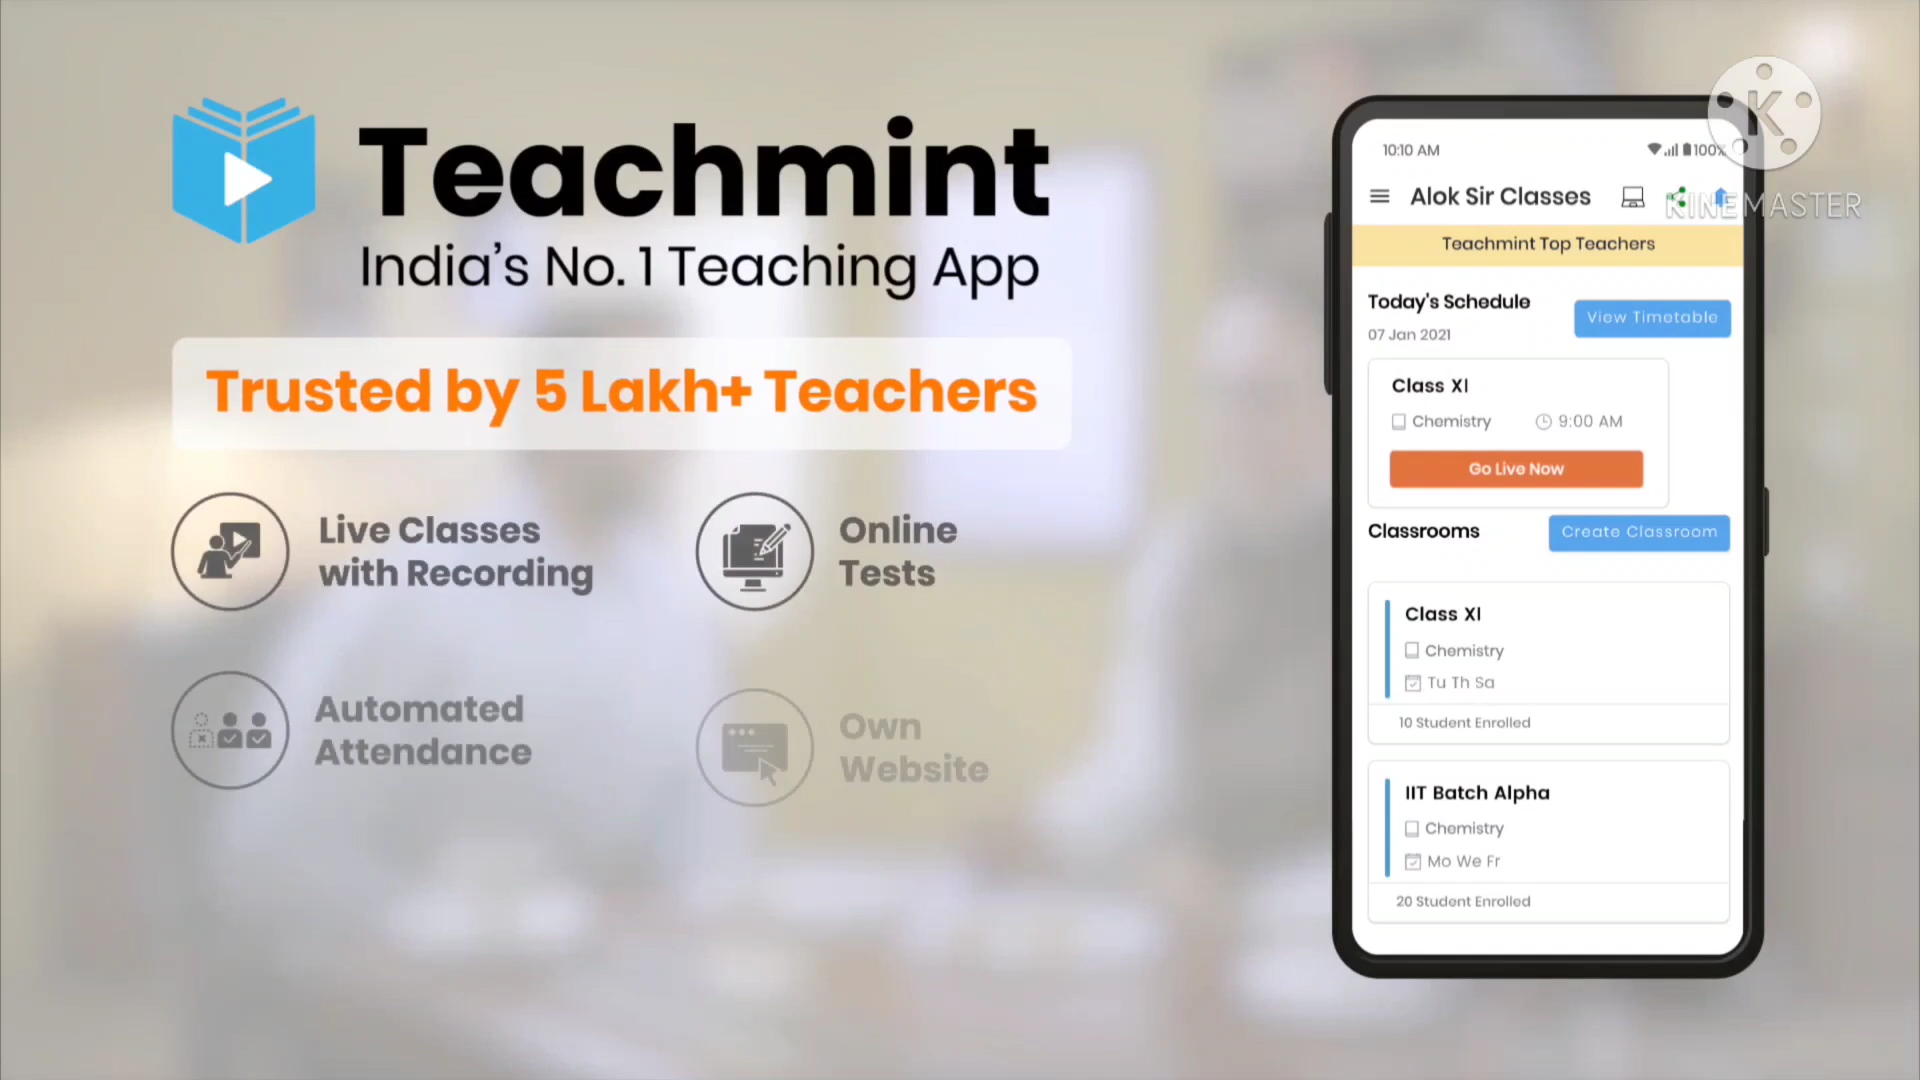 Teachmint
India's No. 1 Teaching App
Trusted by 5 Lakh+ Teachers
Live Classes
with Recording
Online
Tests
Automated
Attendance
Own
Website
10:10 AM
100%
Alok Sir Classes
K
KINEMASTER
Teachmint Top Teachers
Today's Schedule
View Timetable
07 Jan 2021
Class XI
Chemistry
9:00 AM
Go Live Now
Classrooms
Create Classroom
Class XI
Chemistry
Tu Th Sa
10 Student Enrolled
IIT Batch Alpha
Chemistry
Mo We Fr
20 Student Enrolled